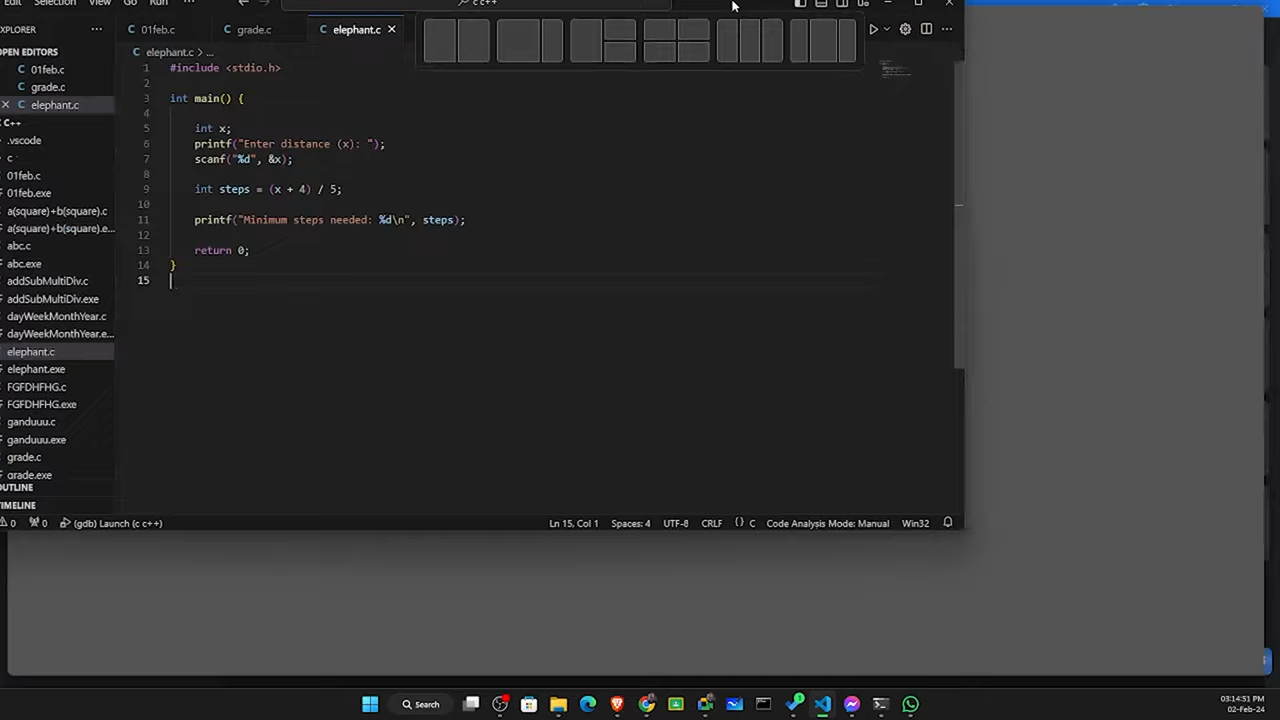 Edit Selection View Go Run ...
c c++
EXPLORER ...
01feb.c grade.c elephant.c
OPEN EDITORS
01feb.c
grade.c
elephant.c
C++
.vscode
c
01feb.c
01feb.exe
a(square)+b(square).c
a(square)+b(square).e...
abc.c
abc.exe
addSubMultiDiv.c
addSubMultiDiv.exe
dayWeekMonthYear.c
dayWeekMonthYear.e...
elephant.c
elephant.exe
FGFDHFHG.c
FGFDHFHG.exe
ganduuu.c
ganduuu.exe
grade.c
grade.exe
OUTLINE
TIMELINE
elephant.c > ...
1 #include <stdio.h>
2
3 int main() {
4
5 int x;
6 printf("Enter distance (x): ");
7 scanf("%d", &x);
8
9 int steps = (x + 4) / 5;
10
11 printf("Minimum steps needed: %d\n", steps);
12
13 return 0;
14 }
15
0 0 (gdb) Launch (c c++) Ln 15, Col 1 Spaces: 4 UTF-8 CRLF {} C Code Analysis Mode: Manual Win32
Search
03:14:51 PM
02-Feb-24